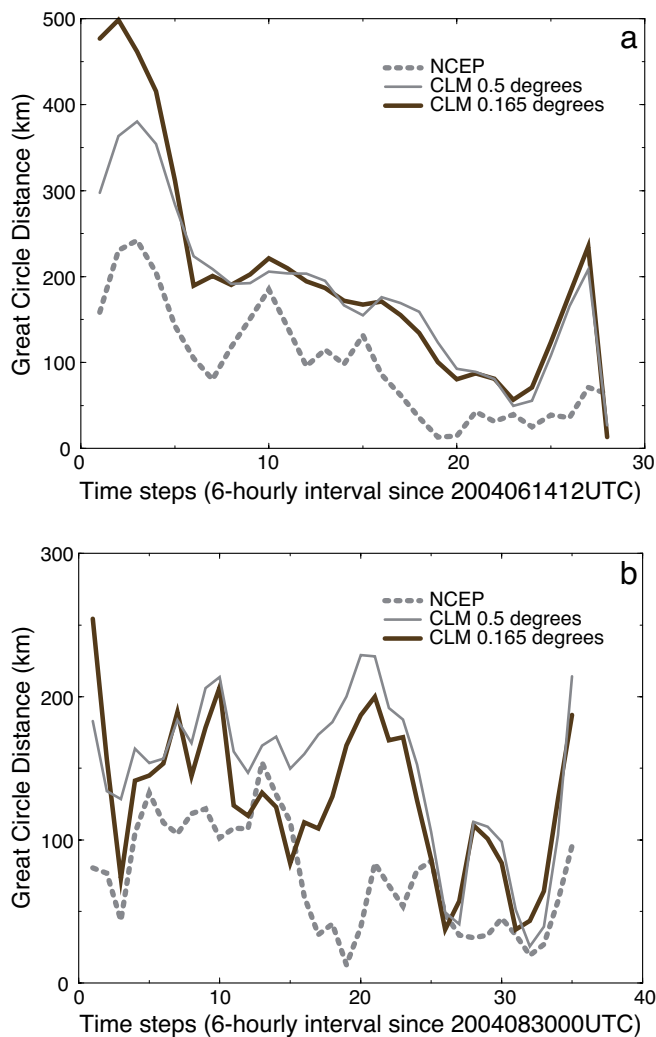 a
NCEP
CLM 0.5 degrees
CLM 0.165 degrees
Great Circle Distance (km)
500
400
300
200
100
0
0 10 20 30
Time steps (6-hourly interval since 2004061412UTC)
b
NCEP
CLM 0.5 degrees
CLM 0.165 degrees
Great Circle Distance (km)
300
200
100
0
0 10 20 30 40
Time steps (6-hourly interval since 2004083000UTC)